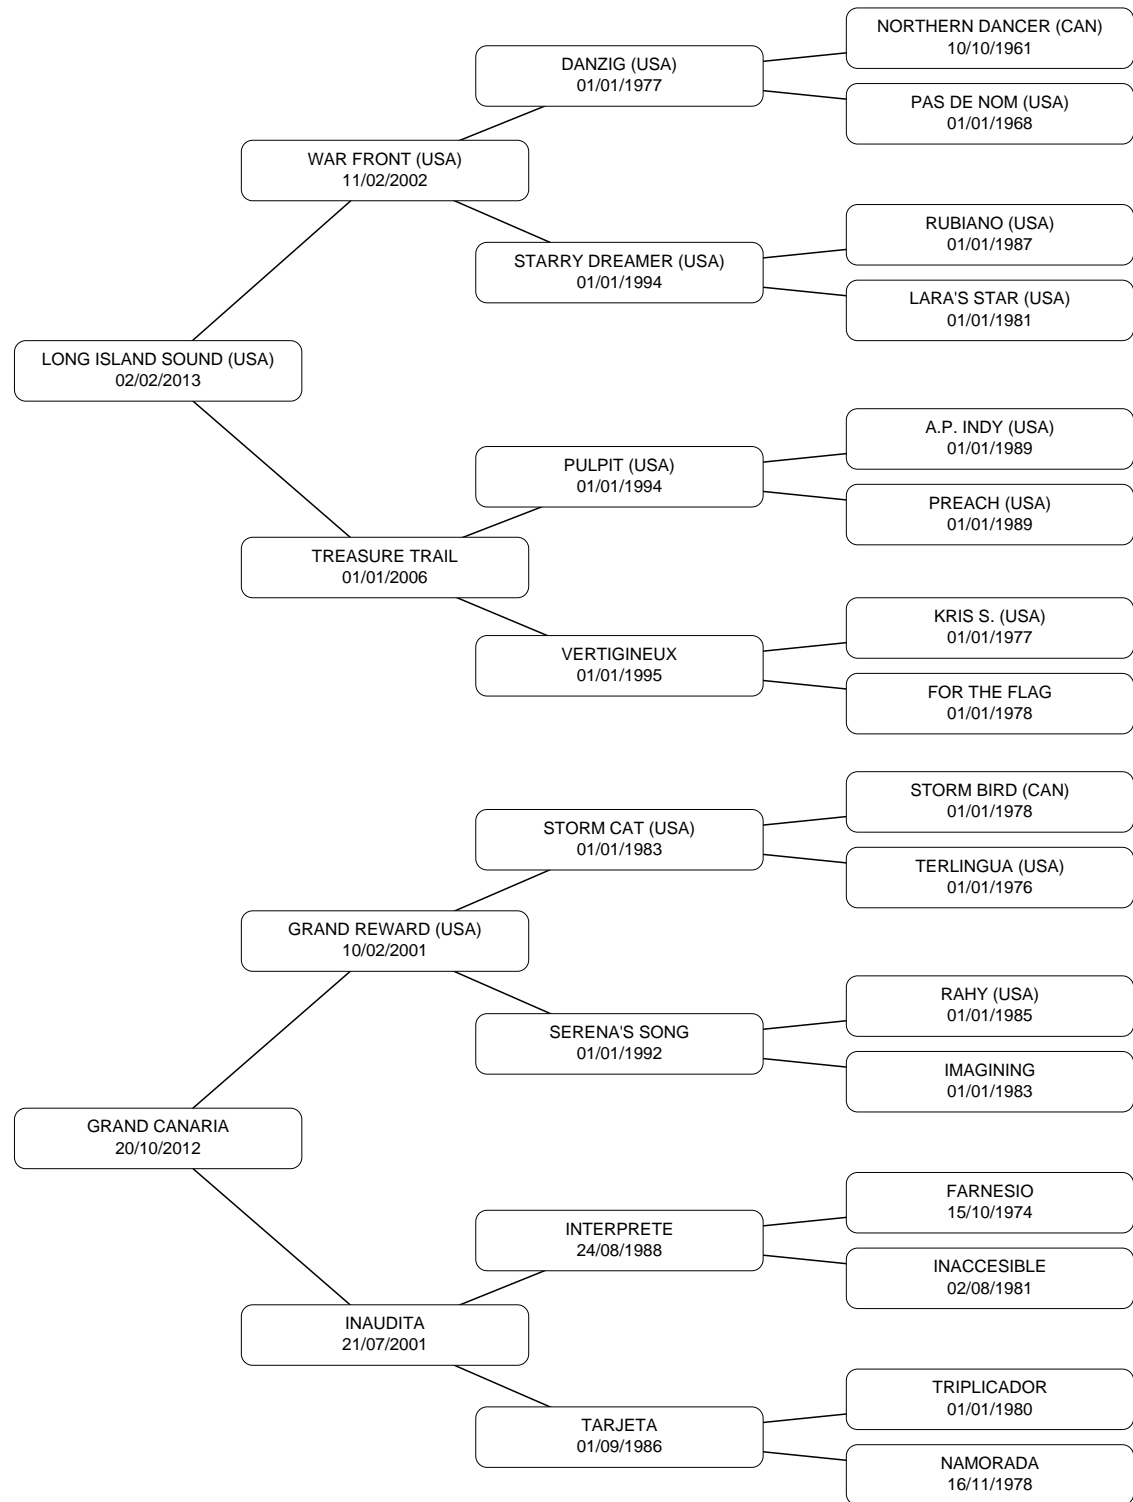 NORTHERN DANCER (CAN)
10/10/1961
DANZIG (USA)
01/01/1977
PAS DE NOM (USA)
01/01/1968
WAR FRONT (USA)
11/02/2002
RUBIANO (USA)
01/01/1987
STARRY DREAMER (USA)
01/01/1994
LARA'S STAR (USA)
01/01/1981
LONG ISLAND SOUND (USA)
02/02/2013
A.P. INDY (USA)
01/01/1989
PULPIT (USA)
01/01/1994
PREACH (USA)
01/01/1989
TREASURE TRAIL
01/01/2006
KRIS S. (USA)
01/01/1977
VERTIGINEUX
01/01/1995
FOR THE FLAG
01/01/1978
STORM BIRD (CAN)
01/01/1978
STORM CAT (USA)
01/01/1983
TERLINGUA (USA)
01/01/1976
GRAND REWARD (USA)
10/02/2001
RAHY (USA)
01/01/1985
SERENA'S SONG
01/01/1992
IMAGINING
01/01/1983
GRAND CANARIA
20/10/2012
FARNESIO
15/10/1974
INTERPRETE
24/08/1988
INACCESIBLE
02/08/1981
INAUDITA
21/07/2001
TRIPLICADOR
01/01/1980
TARJETA
01/09/1986
NAMORADA
16/11/1978